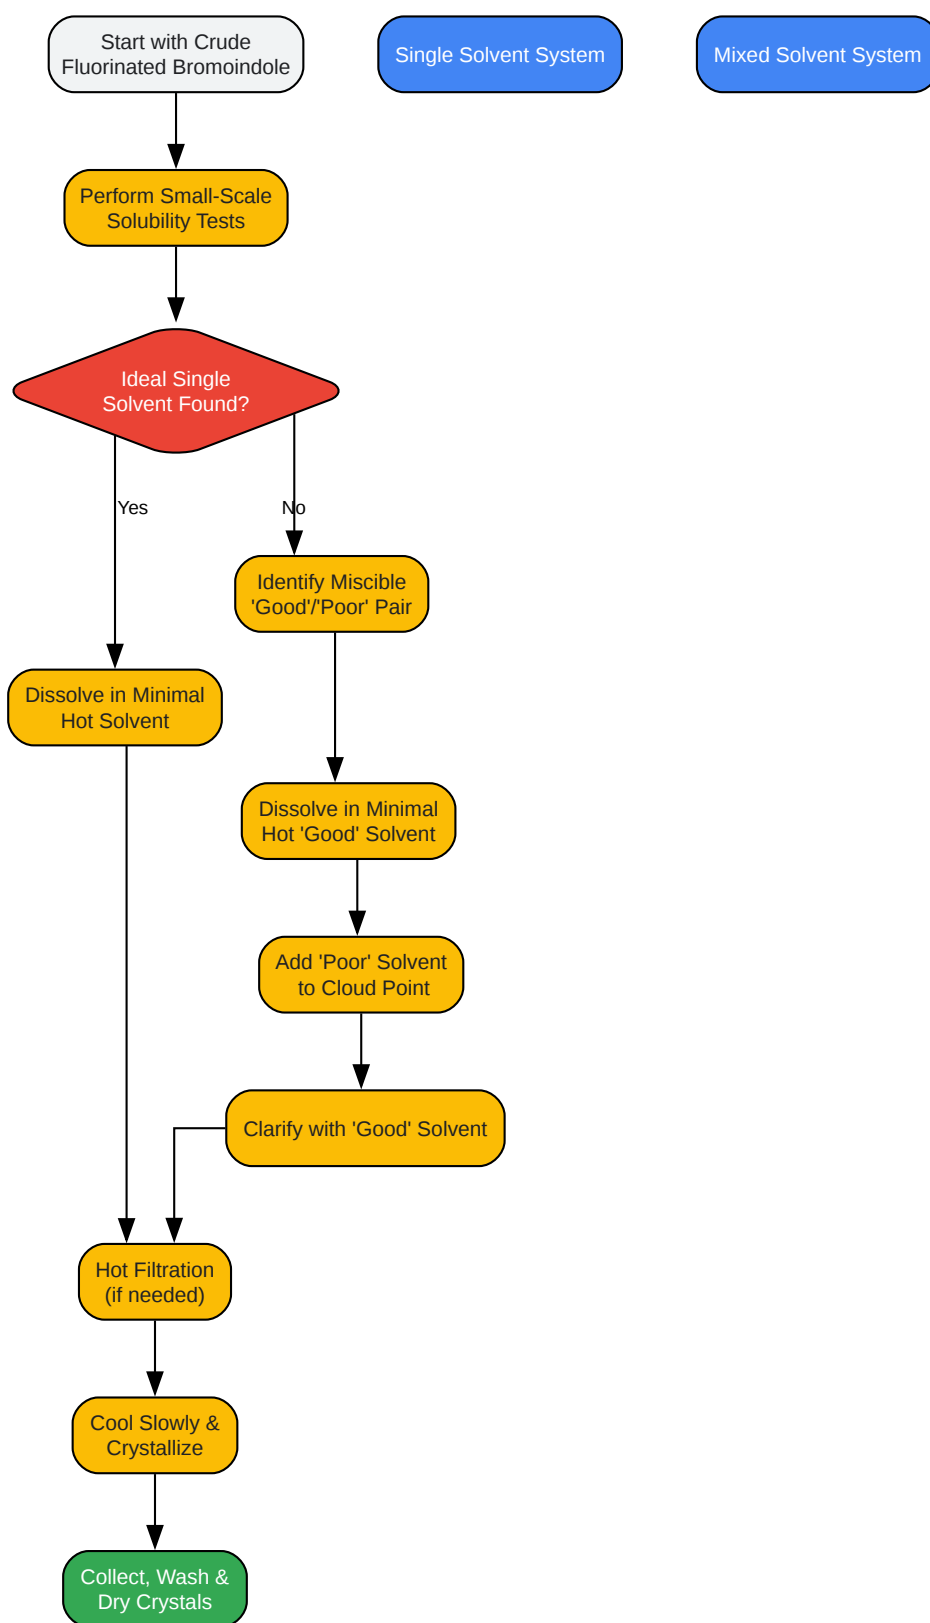 Start with Crude
Fluorinated Bromoindole
Single Solvent System
Mixed Solvent System
Perform Small-Scale
Solubility Tests
Ideal Single
Solvent Found?
Yes
No
Identify Miscible
'Good'/'Poor' Pair
Dissolve in Minimal
Hot Solvent
Dissolve in Minimal
Hot 'Good' Solvent
Add 'Poor' Solvent
to Cloud Point
Clarify with 'Good' Solvent
Hot Filtration
(if needed)
Cool Slowly &
Crystallize
Collect, Wash &
Dry Crystals